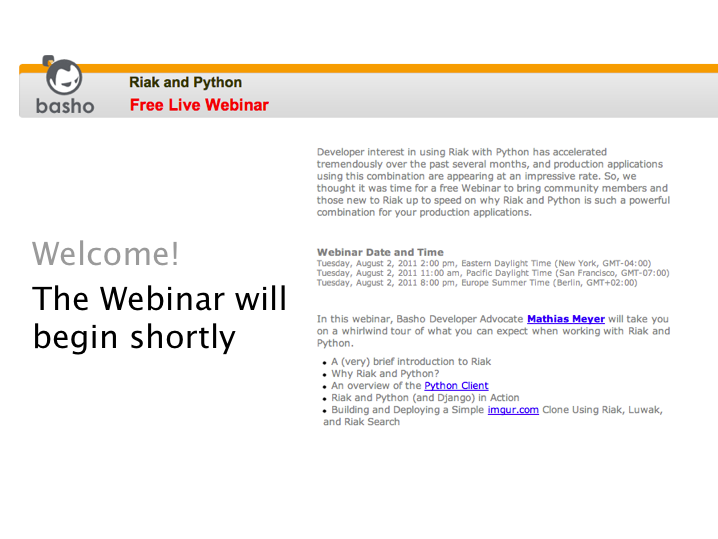 basho
Riak and Python
Free Live Webinar
Developer interest in using Riak with Python has accelerated
tremendously over the past several months, and production applications
using this combination are appearing at an impressive rate. So, we
thought it was time for a free Webinar to bring community members and
those new to Riak up to speed on why Riak and Python is such a powerful
combination for your production applications.
Welcome!
The Webinar will
begin shortly
Webinar Date and Time
Tuesday, August 2, 2011 2:00 pm, Eastern Daylight Time (New York, GMT-04:00)
Tuesday, August 2, 2011 11:00 am, Pacific Daylight Time (San Francisco, GMT-07:00)
Tuesday, August 2, 2011 8:00 pm, Europe Summer Time (Berlin, GMT+02:00)
In this webinar, Basho Developer Advocate Mathias Meyer will take you
on a whirlwind tour of what you can expect when working with Riak and
Python.
• A (very) brief introduction to Riak
• Why Riak and Python?
• An overview of the Python Client
• Riak and Python (and Django) in Action
• Building and Deploying a Simple imgur.com Clone Using Riak, Luwak,
and Riak Search